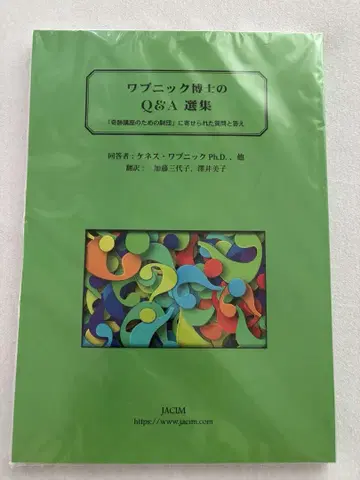 ワプニック博士の
Q&A 選集
「奇跡講座のための財団」に寄せられた質問と答え
回答者：ケネス・ワプニック Ph.D.、他
翻訳： 加藤三代子、澤井美子
JACIM
https://www.jacim.com